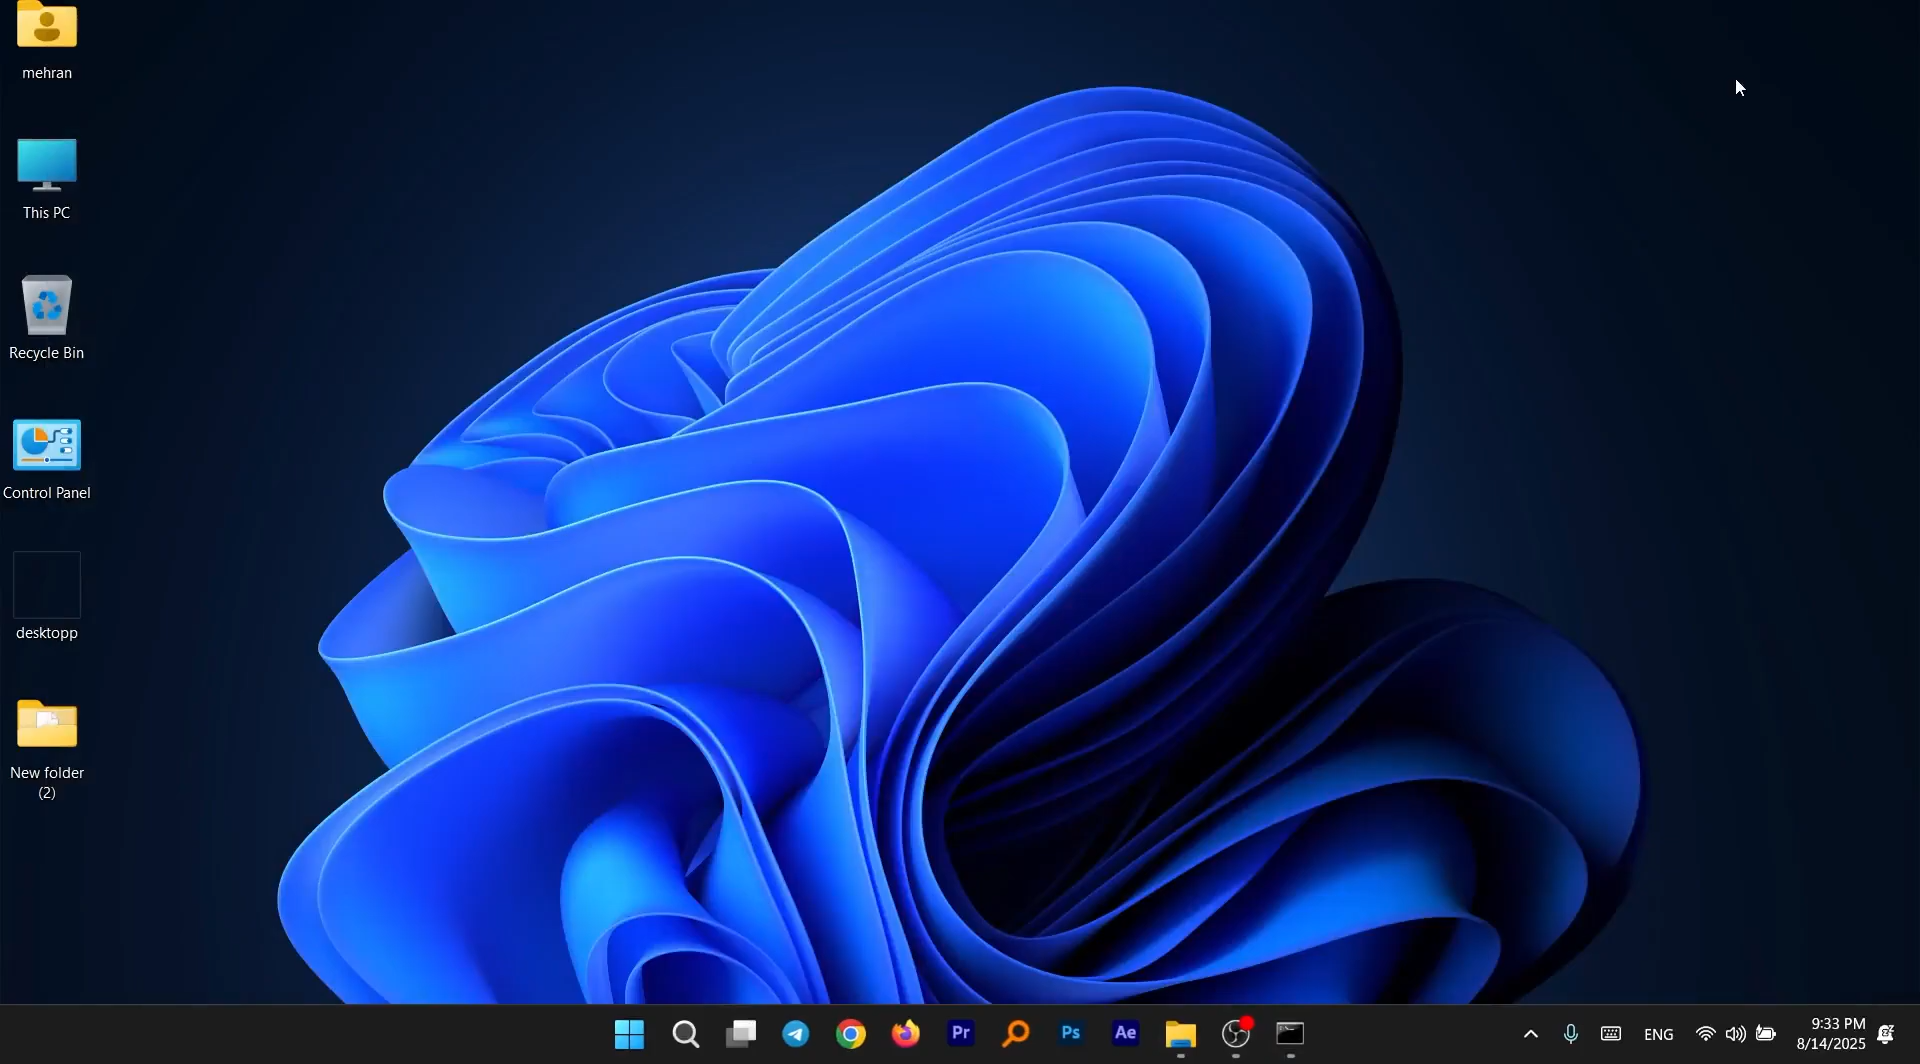 mehran
This PC
Recycle Bin
Control Panel
desktopp
New folder
(2)
Pr
Ps
Ae
ENG
9:33 PM
8/14/2025